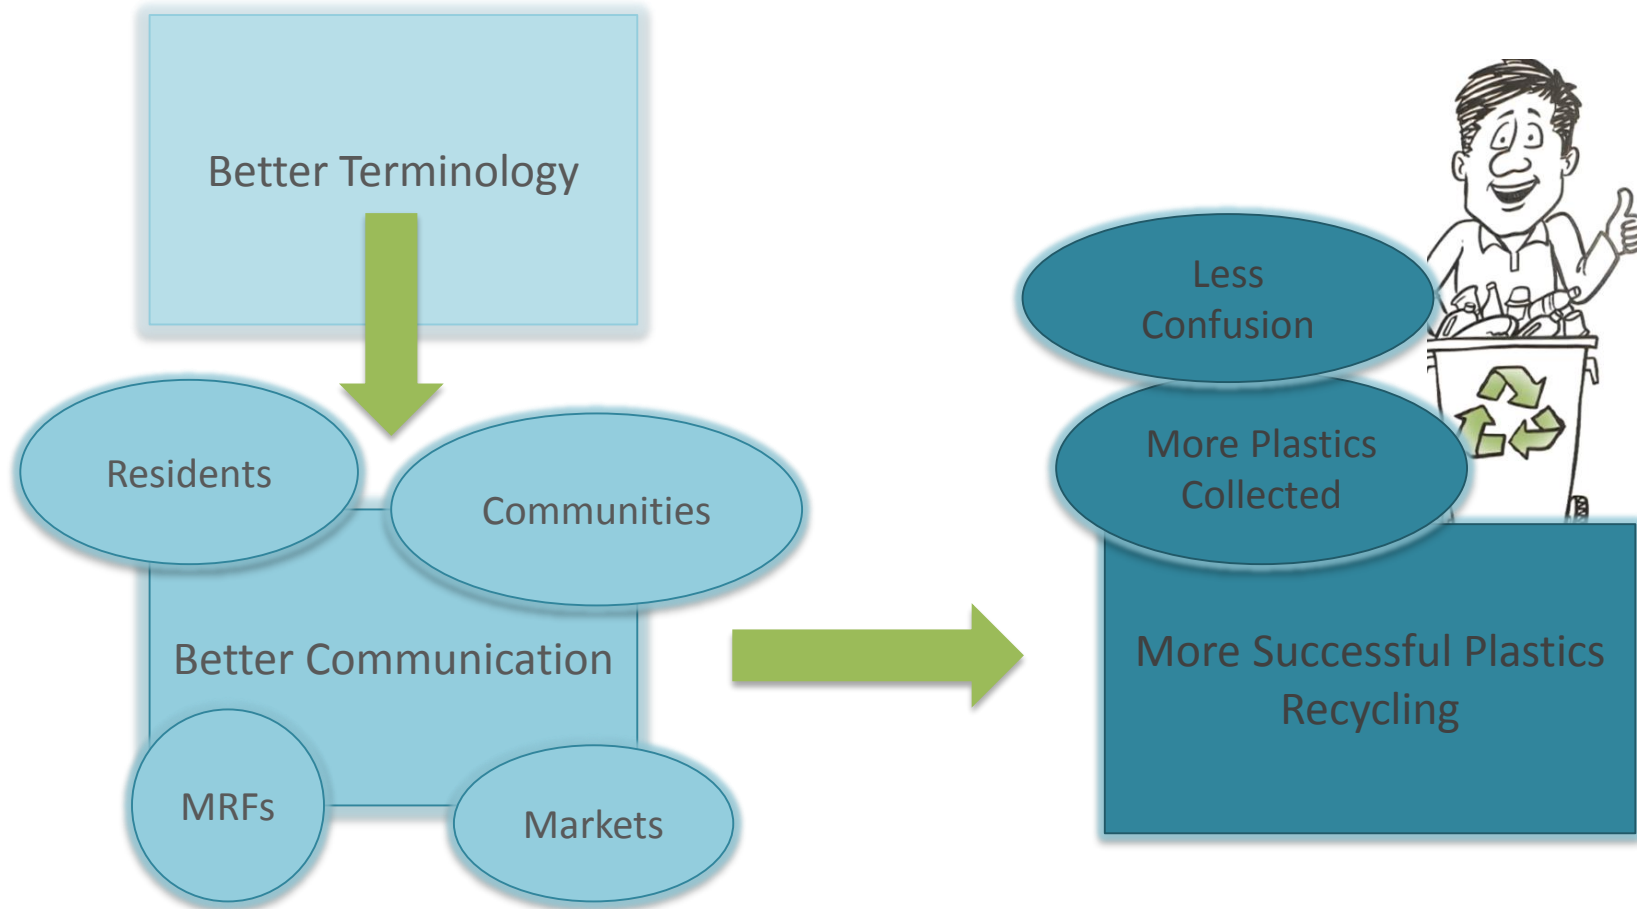 Better Terminology
Residents
Communities
Better Communication
MRFs
Markets
Less
Confusion
More Plastics
Collected
More Successful Plastics
Recycling